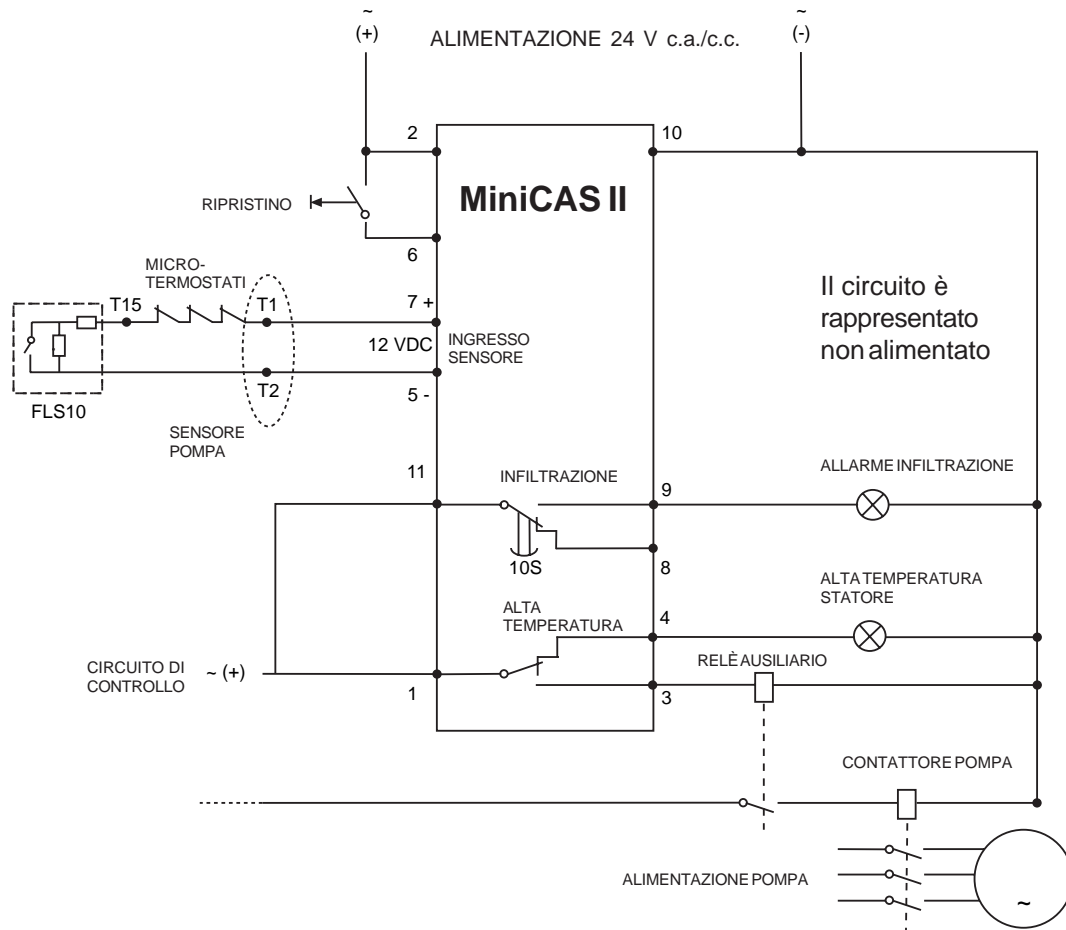 ~
(+)
ALIMENTAZIONE 24 V c.a./c.c.
~
(-)
2
10
MiniCAS II
RIPRISTINO
6
MICRO-
TERMOSTATI
T15
T1
7 +
12 VDC
INGRESSO
SENSORE
Il circuito è
rappresentato
non alimentato
T2
5 -
FLS10
SENSORE
POMPA
11
INFILTRAZIONE
9
ALLARME INFILTRAZIONE
10S
8
ALTA
TEMPERATURA
4
ALTA TEMPERATURA
STATORE
CIRCUITO DI
CONTROLLO
~ (+)
1
3
RELÈ AUSILIARIO
CONTATTORE POMPA
ALIMENTAZIONE POMPA
~